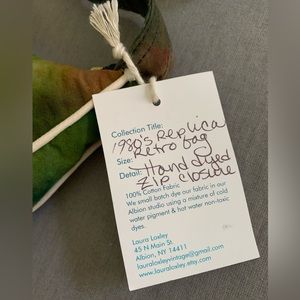 Collection Title:
1980's Replica
Retro bag
Size:
Detail: Hand dyed
ZIP closure
100% Cotton Fabric
We small batch dye our fabric in our
Albion studio using a mixture of cold
water pigment & hot water non-toxic
dyes.
Laura Loxley
45 N Main St.
Albion, NY 14411
lauraloxleyvintage@gmail.com
www.lauraloxley.etsy.com